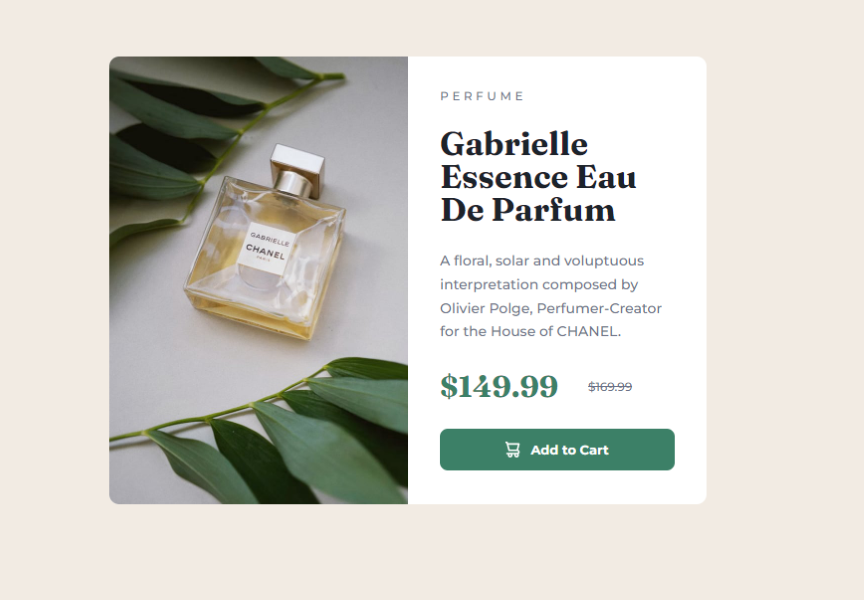 GABRIELLE
CHANEL
PARIS
PERFUME
Gabrielle
Essence Eau
De Parfum
A floral, solar and voluptuous
interpretation composed by
Olivier Polge, Perfumer-Creator
for the House of CHANEL.
$149.99 $169.99
Add to Cart